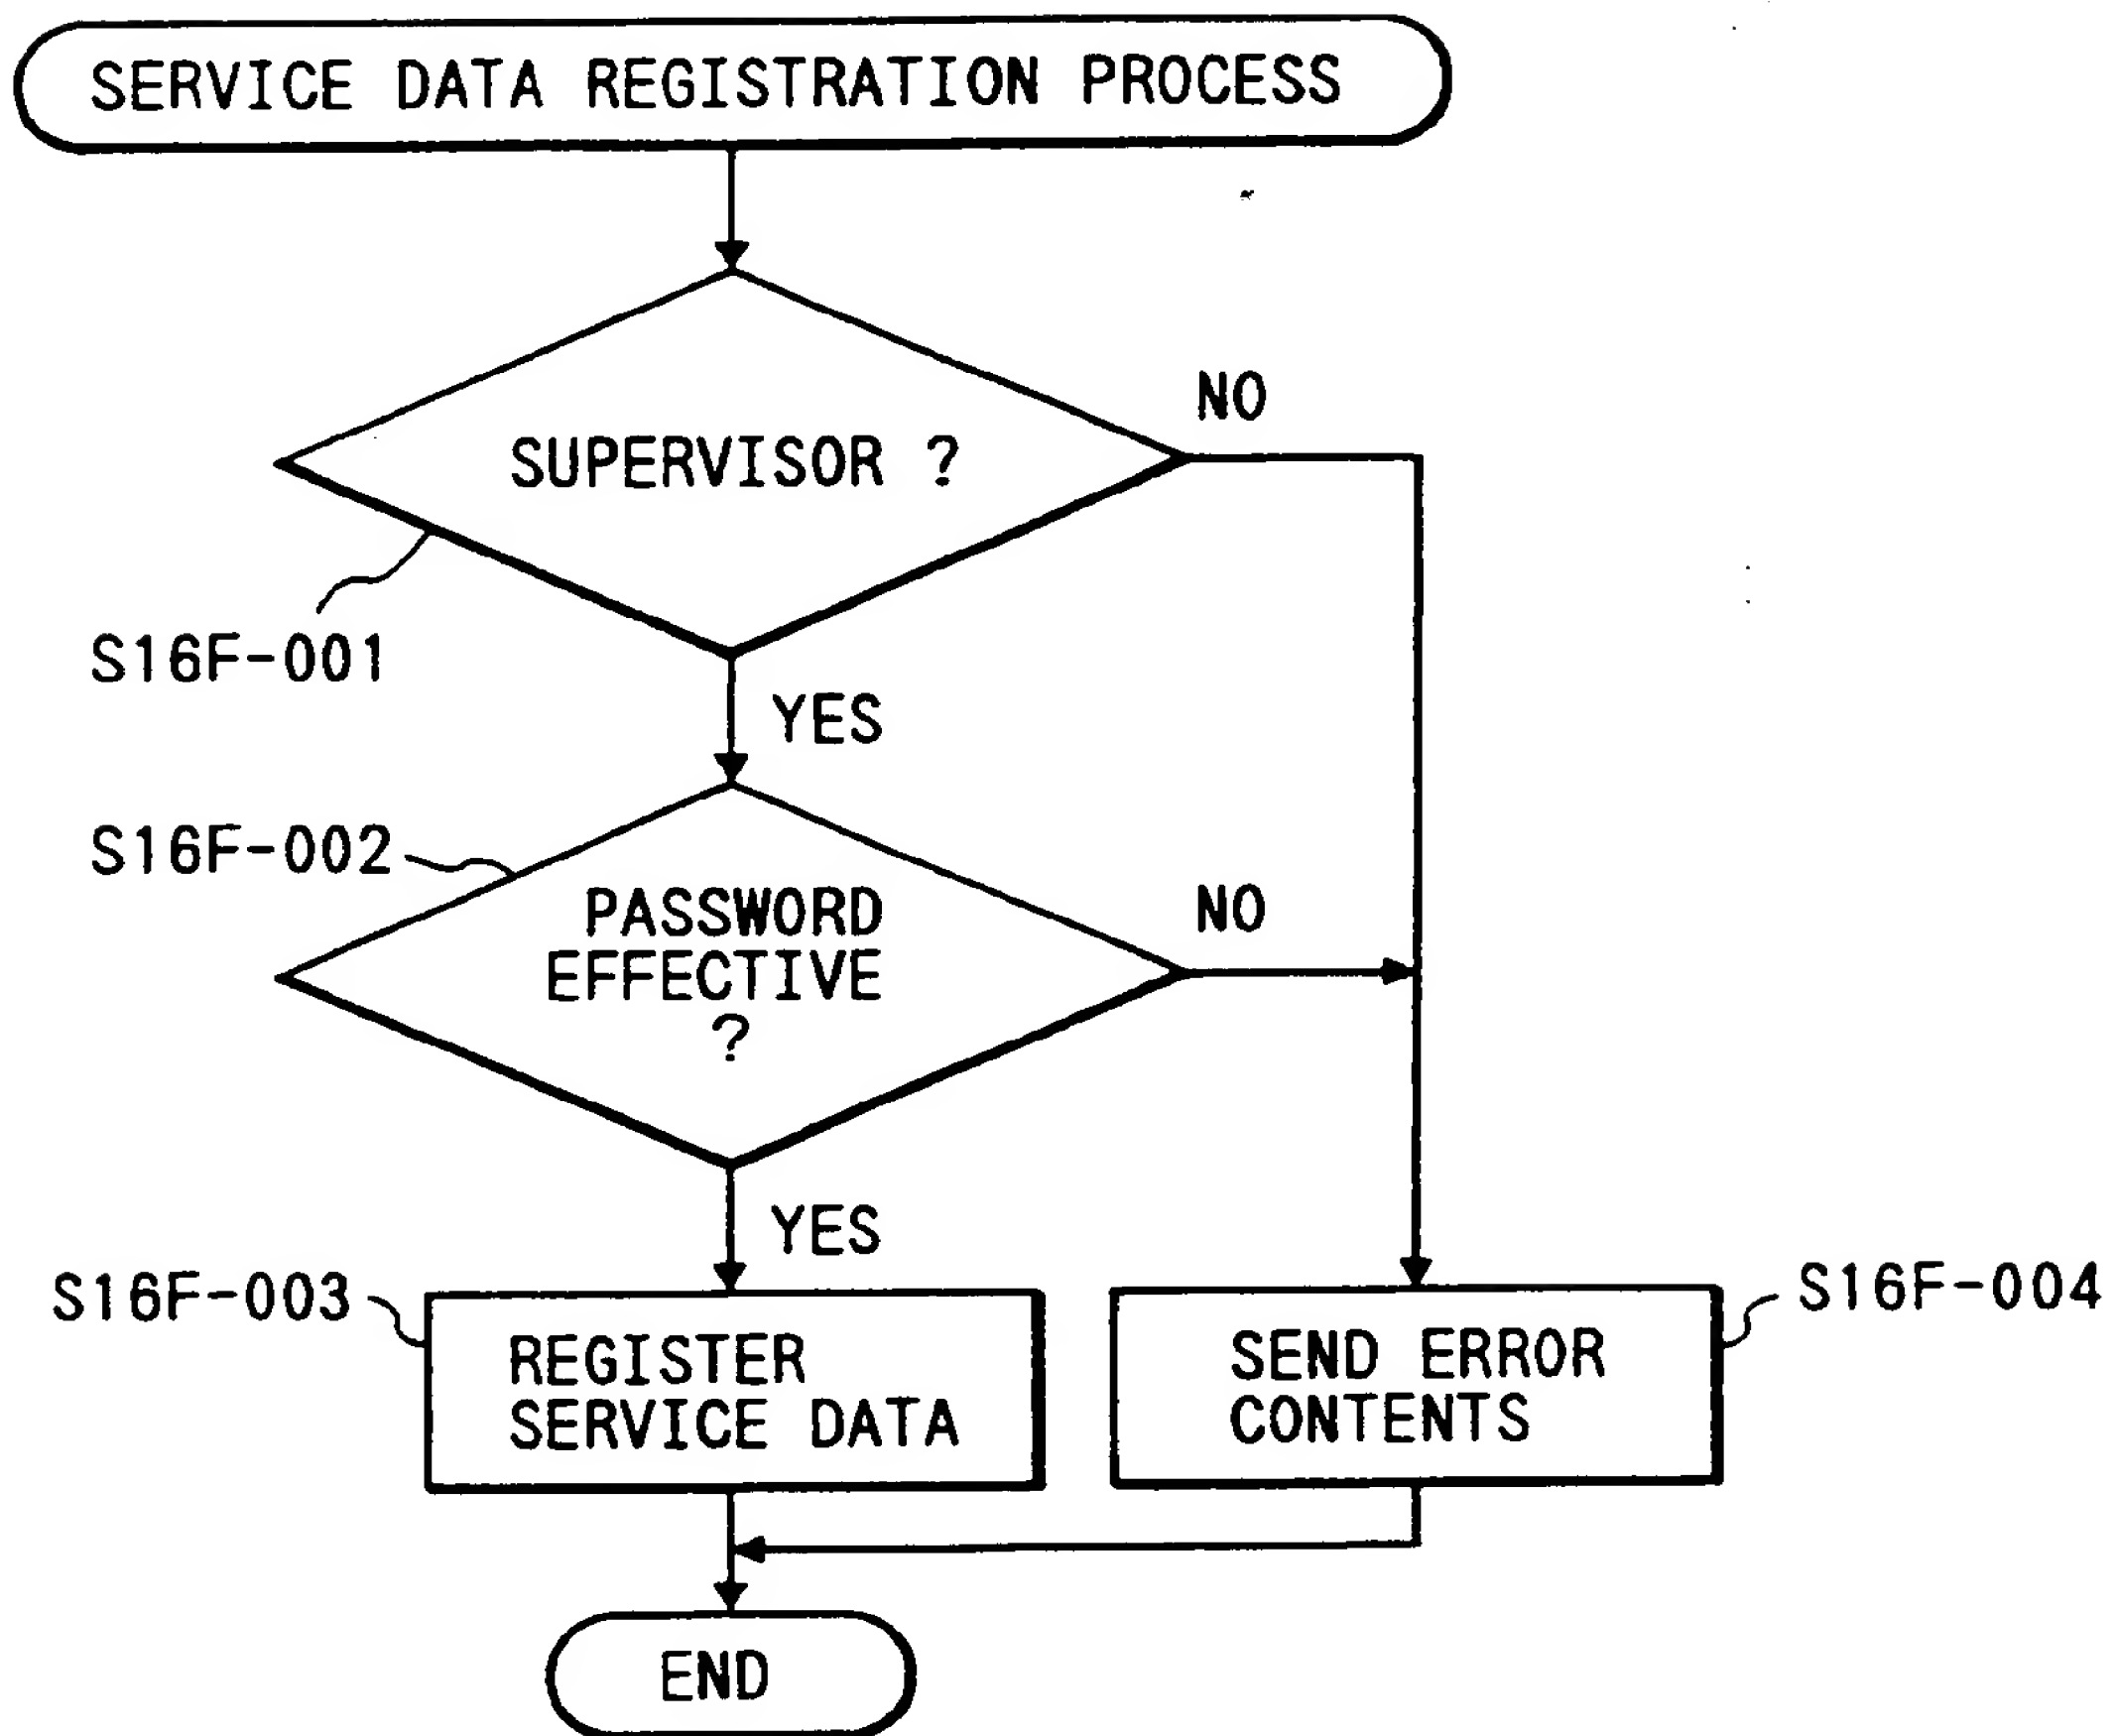 SERVICE DATA REGISTRATION PROCESS
SUPERVISOR ?
NO
S16F-001
YES
S16F-002
PASSWORD
EFFECTIVE
?
NO
YES
S16F-003
REGISTER
SERVICE DATA
SEND ERROR
CONTENTS
S16F-004
END